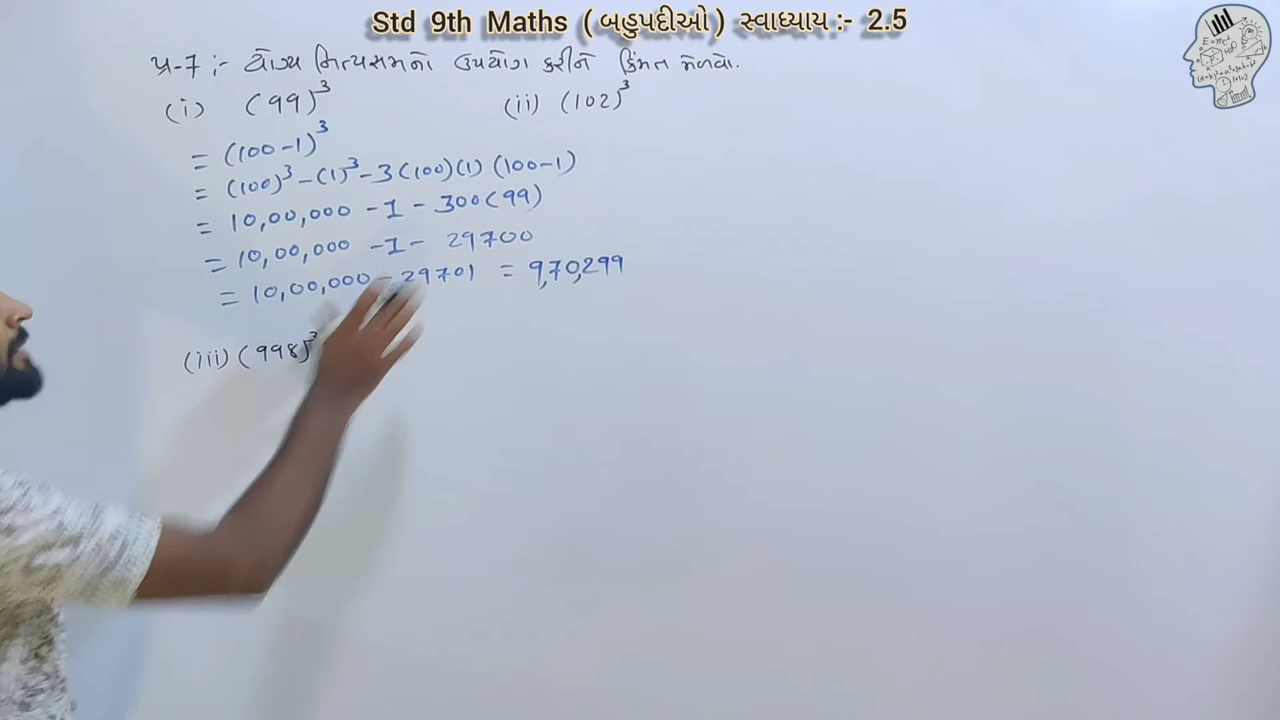 Std 9th Maths ( બહુપદીઓ ) સ્વાધ્યાય :- 2.5
પ્ર-7 :- યોગ્ય નિત્યસમનો ઉપયોગ કરીને કિંમત મેળવો.
(i) (99)^3
(ii) (102)^3
= (100-1)^3
= (100)^3 - (1)^3 - 3(100)(1) (100-1)
= 10,00,000 - 1 - 300(99)
= 10,00,000 - 1 - 29700
= 10,00,000 - 29701 = 9,70,299
(iii) (998)^3